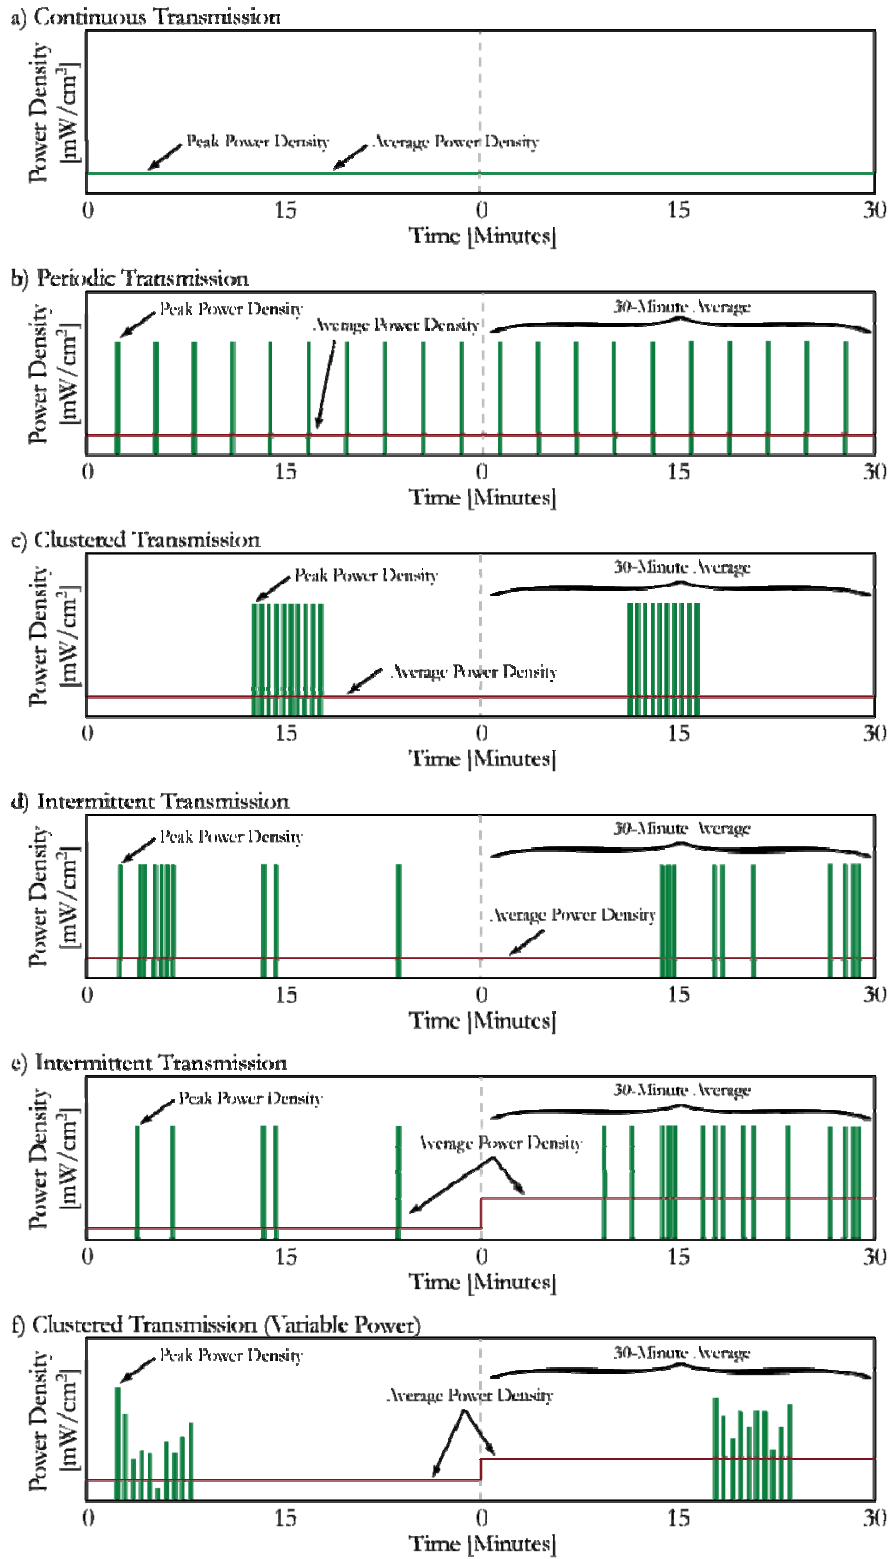 a) Continuous Transmission
Power Density
[mW/cm²]
Peak Power Density
Average Power Density
0
15
0
15
30
Time [Minutes]
b) Periodic Transmission
Power Density
[mW/cm²]
Peak Power Density
Average Power Density
30-Minute Average
0
15
0
15
30
Time [Minutes]
c) Clustered Transmission
Power Density
[mW/cm²]
Peak Power Density
Average Power Density
30-Minute Average
0
15
0
15
30
Time [Minutes]
d) Intermittent Transmission
Power Density
[mW/cm²]
Peak Power Density
30-Minute Average
Average Power Density
0
15
0
15
30
Time [Minutes]
e) Intermittent Transmission
Power Density
[mW/cm²]
Peak Power Density
30-Minute Average
Average Power Density
0
15
0
15
30
Time [Minutes]
f) Clustered Transmission (Variable Power)
Power Density
[mW/cm²]
Peak Power Density
30-Minute Average
Average Power Density
0
15
0
15
30
Time [Minutes]